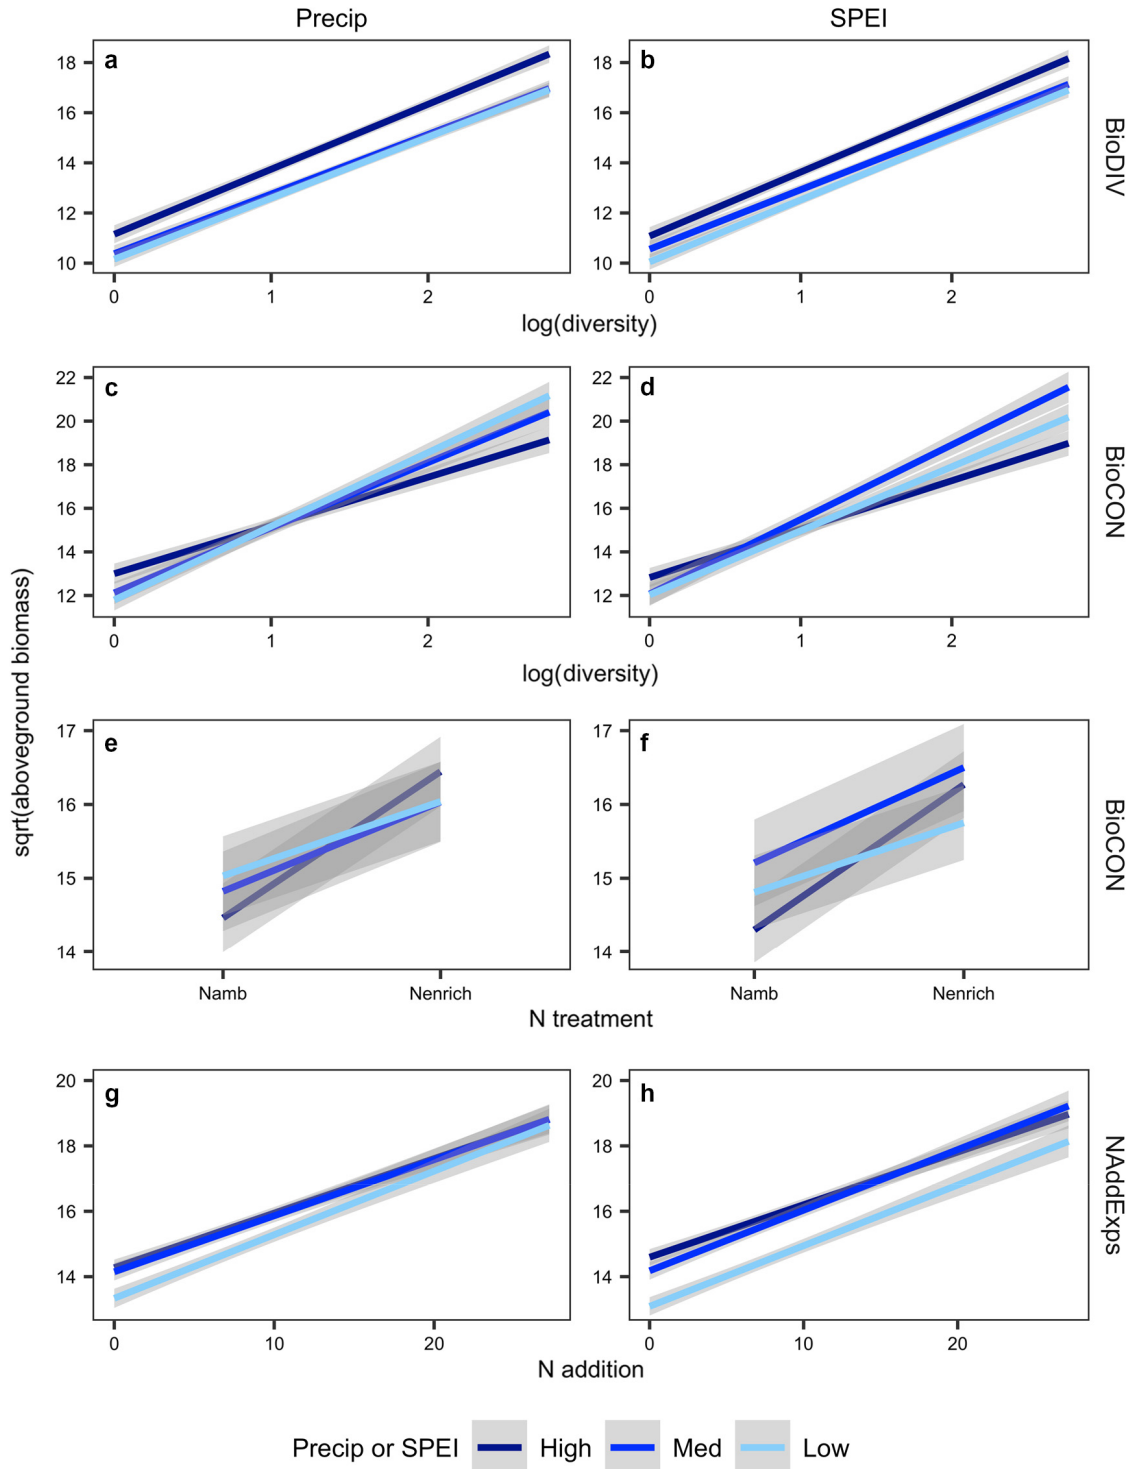 Precip SPEI
a b
18 18
16 16
14 14
12 12
10 10
0 1 2 0 1 2
log(diversity)
BioDIV
c d
22 22
20 20
18 18
16 16
14 14
12 12
0 1 2 0 1 2
log(diversity)
BioCON
sqrt(aboveground biomass)
e f
17 17
16 16
15 15
14 14
Namb Nenrich Namb Nenrich
N treatment
BioCON
g h
20 20
18 18
16 16
14 14
0 10 20 0 10 20
N addition
NAddExps
Precip or SPEI High Med Low